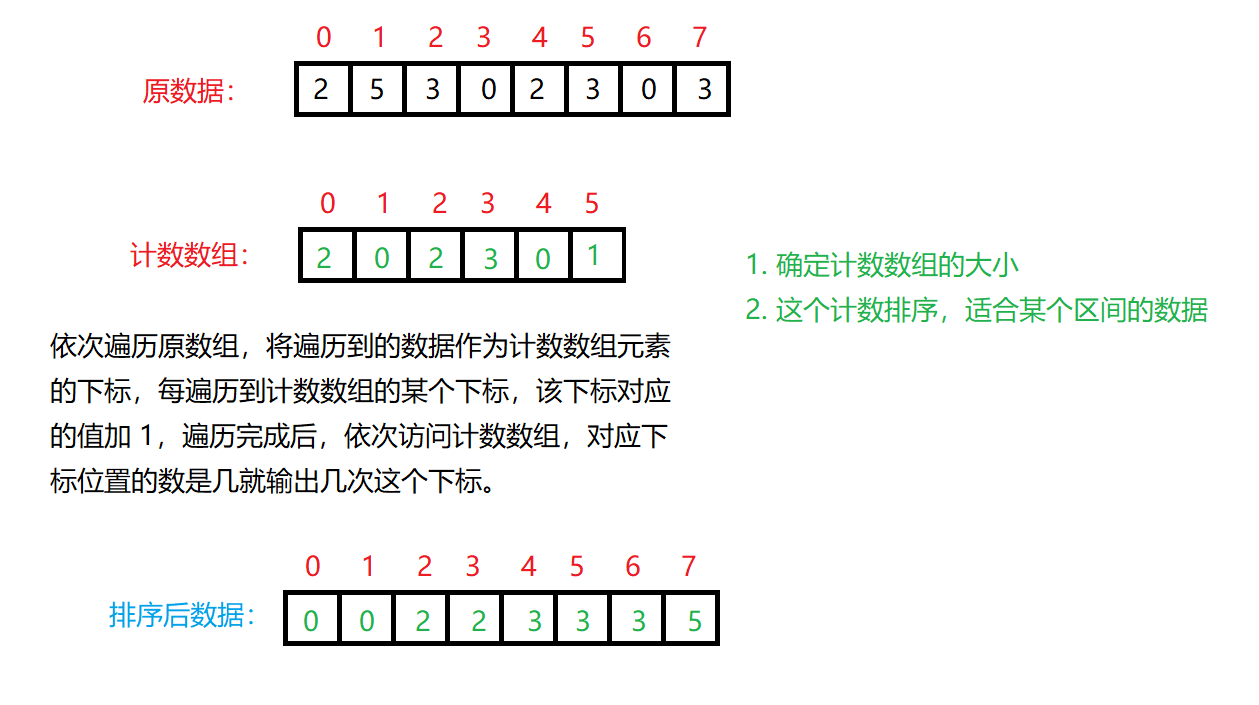 0 1 2 3 4 5 6 7
原数据： 2 5 3 0 2 3 0 3
0 1 2 3 4 5
计数数组： 2 0 2 3 0 1
1. 确定计数数组的大小
2. 这个计数排序，适合某个区间的数据
依次遍历原数组，将遍历到的数据作为计数数组元素
的下标，每遍历到计数数组的某个下标，该下标对应
的值加 1，遍历完成后，依次访问计数数组，对应下
标位置的数是几就输出几次这个下标。
0 1 2 3 4 5 6 7
排序后数据： 0 0 2 2 3 3 3 5